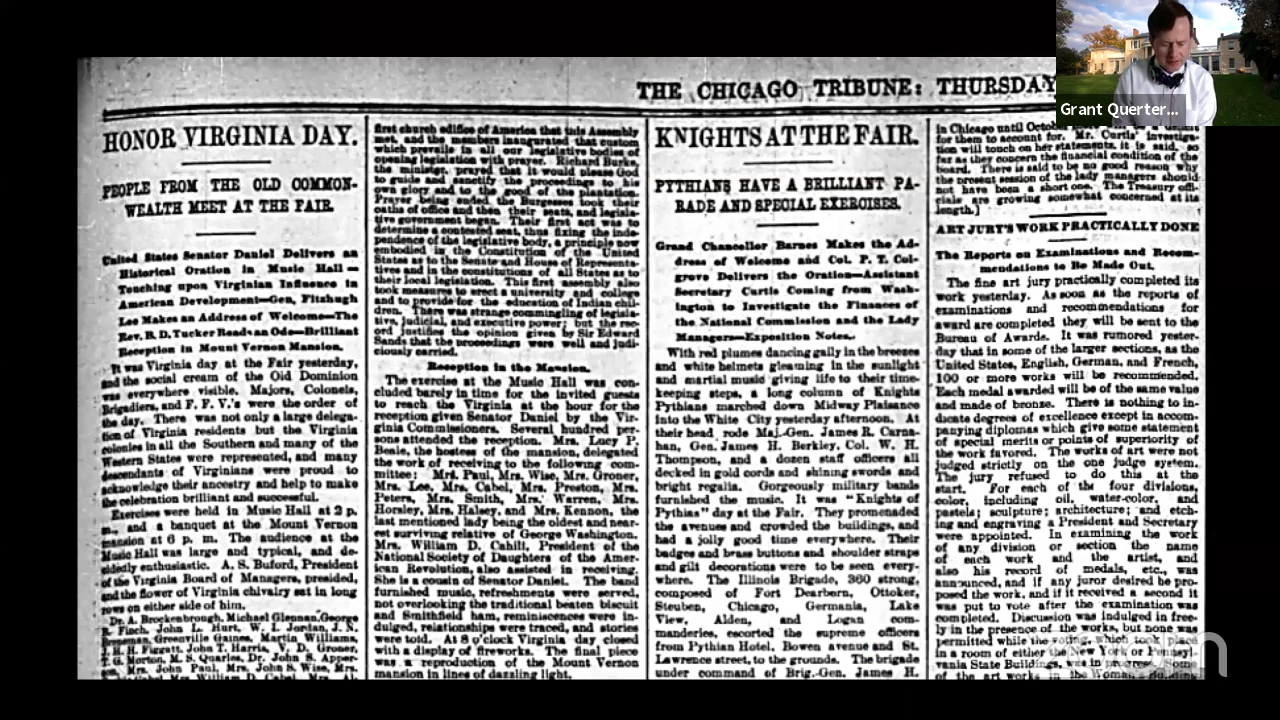 THE CHICAGO TRIBUNE: THURSDAY
Grant Querter...
HONOR VIRGINIA DAY.
PEOPLE FROM THE OLD COMMON-
WEALTH MEET AT THE FAIR.
United States Senator Daniel Delivers an
Historical Oration in Music Hall—
Touching upon Virginian Influence in
American Development—Gen. Fitzhugh
Lee Makes an Address of Welcome—The
Rev. B. D. Tucker Reads an Ode—Brilliant
Reception in Mount Vernon Mansion.
It was Virginia day at the Fair yesterday,
and the social cream of the Old Dominion
was everywhere visible. Majors, Colonels,
Brigadiers, and F. F. V.'s were the order of
the day. There was not only a large delega-
tion of Virginia residents but the Virginia
colonies in all the Southern and many of the
Western States were represented, and many
descendants of Virginians were proud to
acknowledge their ancestry and help to make
the celebration brilliant and successful.
Exercises were held in Music Hall at 2 p.
m., and a banquet at the Mount Vernon
mansion at 6 p. m. The audience at the
Music Hall was large and typical, and de-
cidedly enthusiastic. A. S. Buford, President
of the Virginia Board of Managers, presided,
and the flower of Virginia chivalry sat in long
rows on either side of him.
Dr. A. Brockenbrough, Michael Glennan, George
R. Finch, John L. Hurt, W. I. Jordan, J. N.
Greenville Gaines, Martin Williams,
H. H. Figgatt, John T. Harris, V. D. Groner,
T. G. Morton, M. S. Quarles, Dr. John S. Apper-
Paul, Mrs. John S. Wise, Mrs.
first church edifice of America that this Assembly
met, and the members inaugurated that custom
which prevails in all our legislative bodies of
opening legislation with prayer. Richard Burke,
the minister, prayed that it would please God
to guide and sanctify the proceedings to his
own glory and to the good of the plantation.
Prayer being ended the Burgesses took their
oaths of office and then their seats, and legisla-
tive government began. Their first act was to
determine a contested seat, thus fixing the inde-
pendence of the legislative body, a principle now
embodied in the Constitution of the United
States as to the Senate and House of Representa-
tives and in the constitutions of all States as to
their local legislation. This first assembly also
took measures to erect a university and college
and to provide for the education of Indian chil-
dren. There was strange commingling of legisla-
tive, judicial, and executive power; but the rec-
ord justifies the opinion given by Sir Edward
Sands that the proceedings were well and judi-
ciously carried.
Reception in the Mansion.
The exercise at the Music Hall was con-
cluded barely in time for the invited guests
to reach the Virginia at the hour for the
reception given Senator Daniel by the Vir-
ginia Commissioners. Several hundred per-
sons attended the reception. Mrs. Lucy P.
Beale, the hostess of the mansion, delegated
the work of receiving to the following com-
mittee: Mrs. Paul, Mrs. Wise, Mrs. Groner,
Mrs. Lee, Mrs. Cabel, Mrs. Preston, Mrs.
Peters, Mrs. Smith, Mrs. Warren, Mrs.
Horsley, Mrs. Halsey, and Mrs. Kennon, the
last mentioned lady being the oldest and near-
est surviving relative of George Washington.
Mrs. William D. Cahill, President of the
National Society of Daughters of the Amer-
ican Revolution, also assisted in receiving.
She is a cousin of Senator Daniel. The band
furnished music, refreshments were served,
not overlooking the traditional beaten biscuit
and Smithfield ham, reminiscences were in-
dulged, relationships were traced, and stories
were told. At 8 o'clock Virginia day closed
with a display of fireworks. The final piece
was a reproduction of the Mount Vernon
mansion in lines of dazzling light.
KNIGHTS AT THE FAIR.
PYTHIANS HAVE A BRILLIANT PA-
RADE AND SPECIAL EXERCISES.
Grand Chancellor Barnes Makes the Ad-
dress of Welcome and Col. P. T. Col-
grove Delivers the Oration—Assistant
Secretary Curtis Coming from Wash-
ington to Investigate the Finances of
the National Commission and the Lady
Managers—Exposition Notes.
With red plumes dancing gally in the breezes
and white helmets gleaming in the sunlight
and martial music giving life to their time-
keeping steps, a long column of Knights
Pythians marched down Midway Plaisance
into the White City yesterday afternoon. At
their head rode Maj.-Gen. James R. Carna-
han, Gen. James H. Berkley, Col. W. H.
Thompson, and a dozen staff officers all
decked in gold cords and shining swords and
bright regalia. Gorgeously military bands
furnished the music. It was "Knights of
Pythias" day at the Fair. They promenaded
the avenues and crowded the buildings, and
had a jolly good time everywhere. Their
badges and brass buttons and shoulder straps
and gilt decorations were to be seen every-
where. The Illinois Brigade, 360 strong,
composed of Fort Dearborn, Ottoker,
Steuben, Chicago, Germania, Lake
View, Alden, and Logan com-
manderies, escorted the supreme officers
from Pythian Hotel, Bowen avenue and St.
Lawrence street, to the grounds. The brigade
under command of Brig.-Gen. James H.
in Chicago until October
for them to account for. Mr. Curtis' investiga-
tion will touch on her statements, it is said, so
far as they concern the financial condition of the
board. There is said to be no good reason why
the present session of the lady managers should
not have been a short one. The Treasury offi-
cials are growing somewhat concerned at its
length.]
ART JURY'S WORK PRACTICALLY DONE
The Reports on Examinations and Recom-
mendations to Be Made Out.
The fine art jury practically completed its
work yesterday. As soon as the reports of
examinations and recommendations for
award are completed they will be sent to the
Bureau of Awards. It was rumored yester-
day that in some of the larger sections, as the
United States, English, German, and French,
100 or more works will be recommended.
Each medal awarded will be of the same value
and made of bronze. There is nothing to in-
dicate degrees of excellence except in accom-
panying diplomas which give some statement
of special merits or points of superiority of
the work favored. The works of art were not
judged strictly on the one judge system.
The jury refused to do this at the
start. For each of the four divisions,
color, including oil, water-color, and
pastels; sculpture; architecture; and etch-
ing and engraving a President and Secretary
were appointed. In examining the work
of any division or section the name
of each work and the artist, and
also his record of medals, etc., was
announced, and if any juror desired he pro-
posed the work, and if it received a second it
was put to vote after the examination was
completed. Discussion was indulged in free-
ly in the presence of the works, but none was
permitted while the voting, which took place
in a room of either the New York or Pennsyl-
vania State Buildings, was in progress. Some
of the art works in the Woman's Building
zoom